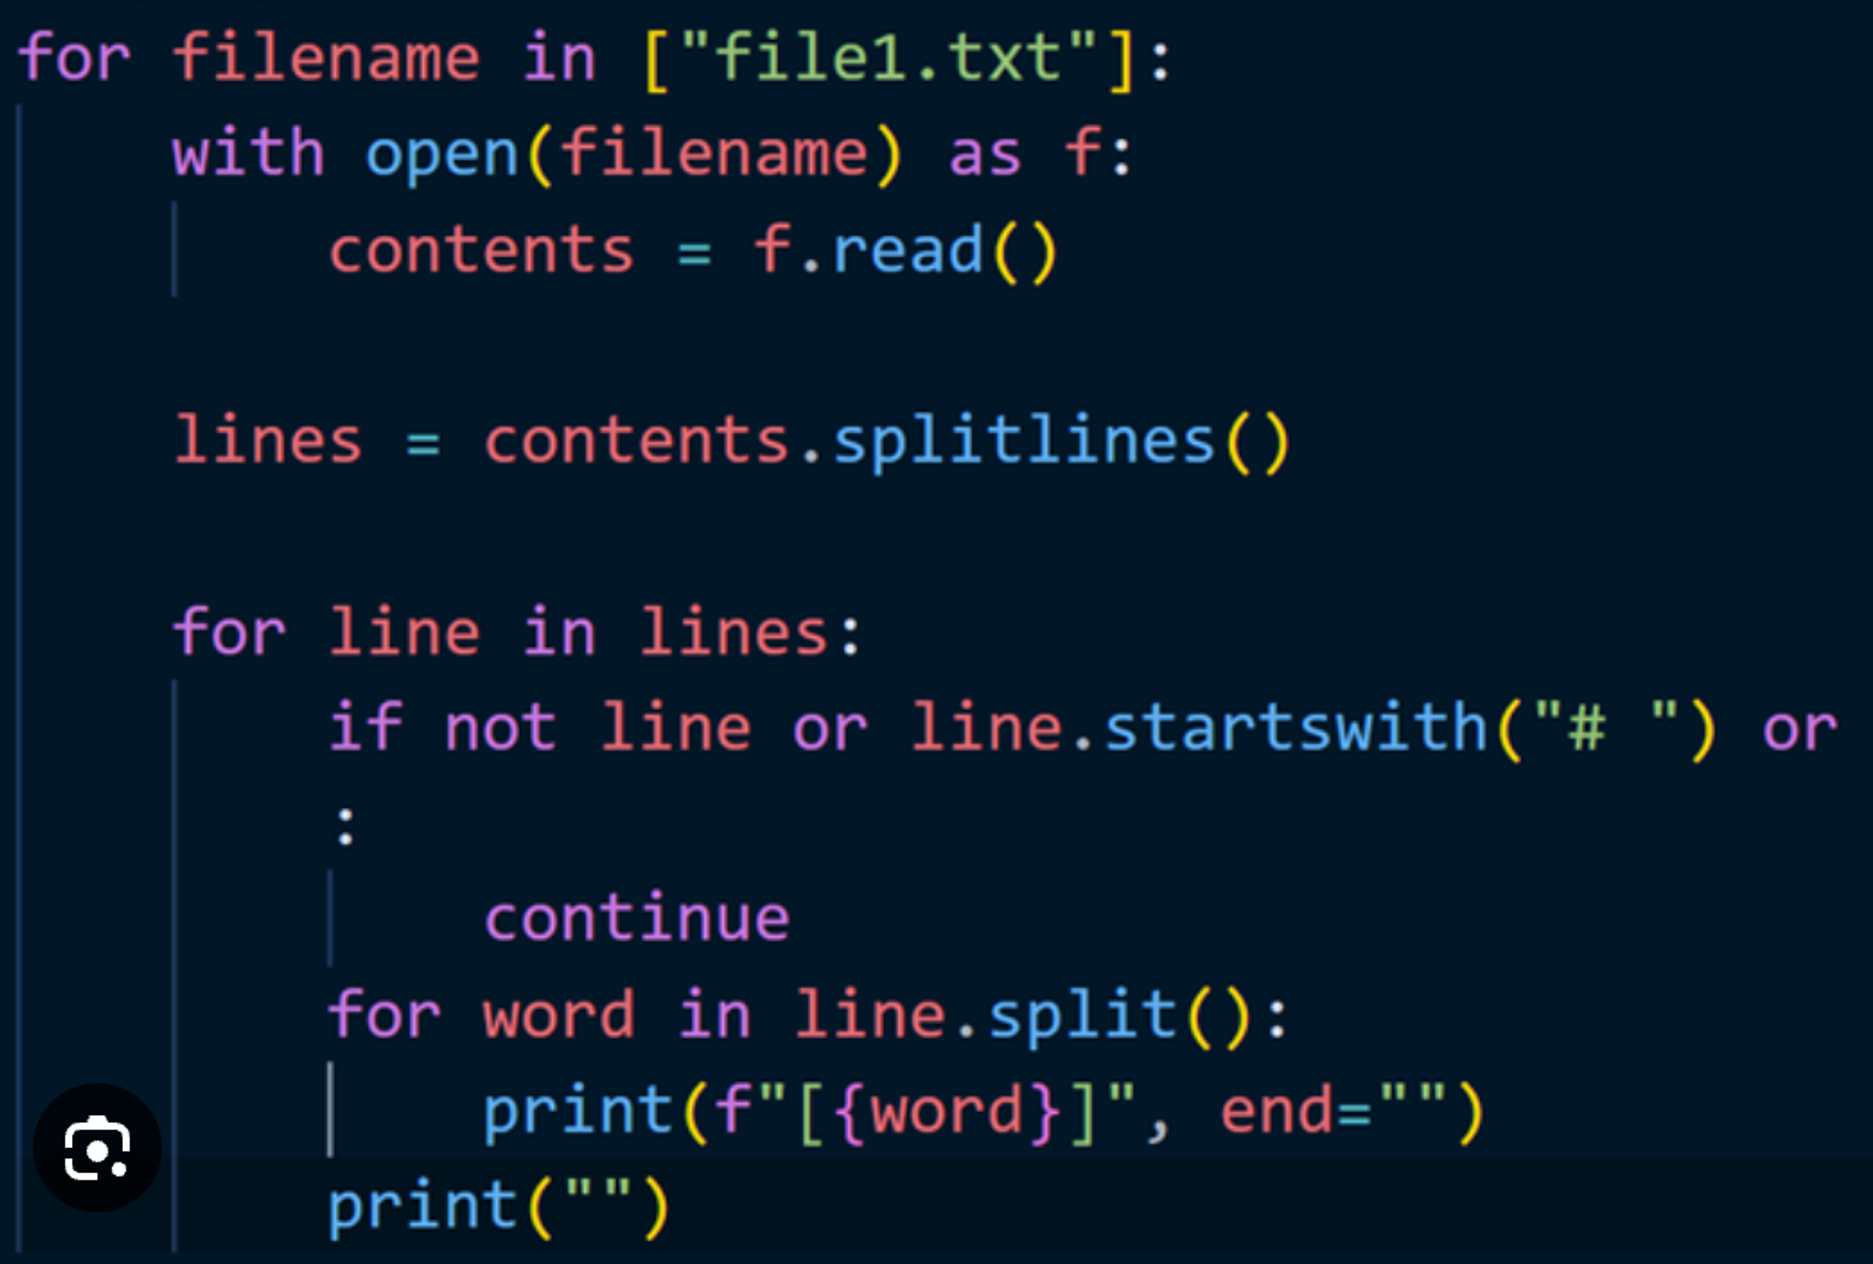 for filename in ["file1.txt"]:
    with open(filename) as f:
        contents = f.read()

    lines = contents.splitlines()

    for line in lines:
        if not line or line.startswith("# ") or
        :
            continue
        for word in line.split():
            print(f"[{word}]", end="")
        print("")